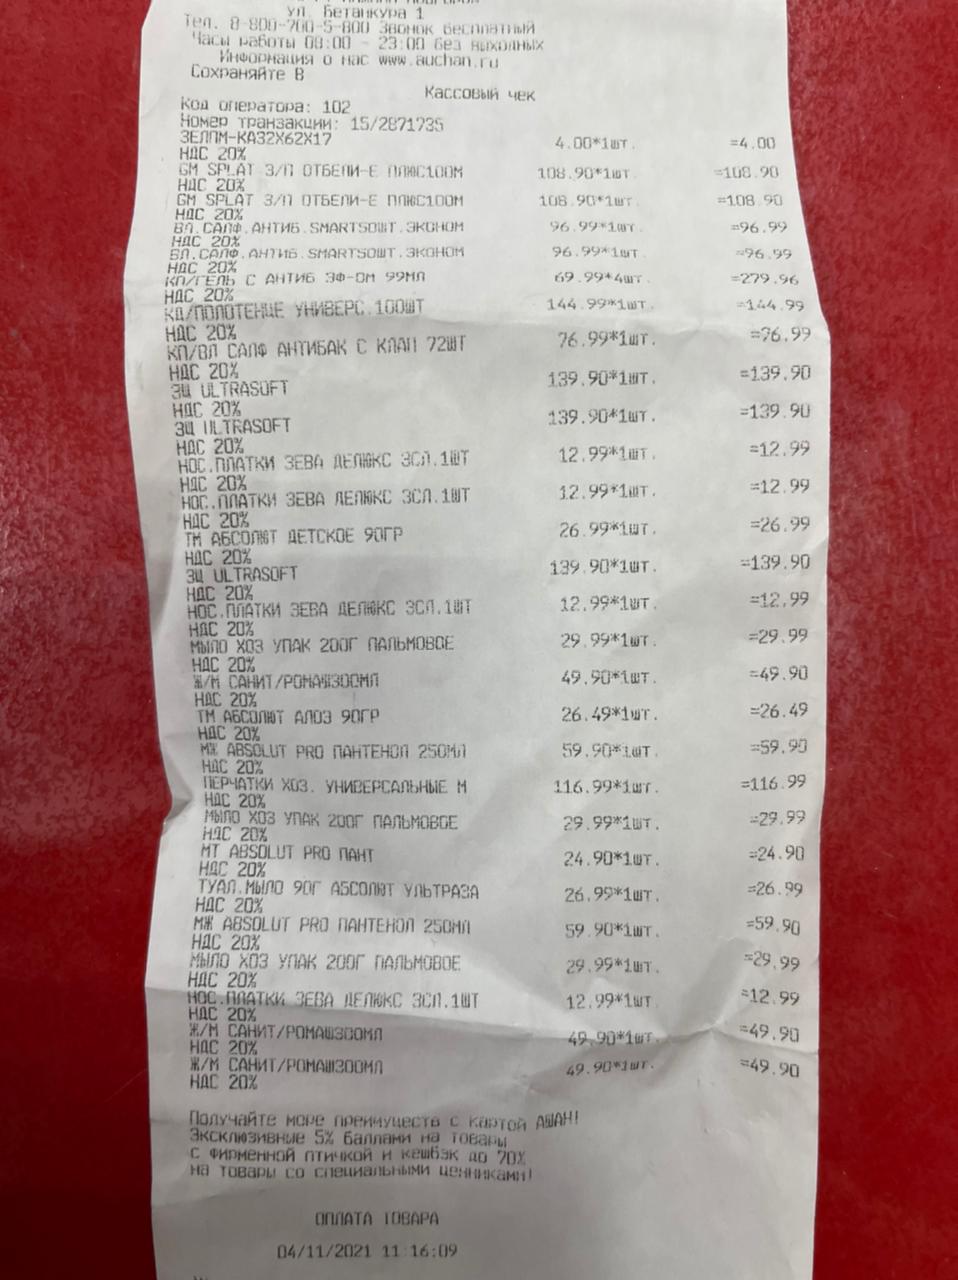 ул. Бетанкура 1
Тел. 8-800-700-5-800 Звонок бесплатный
Часы работы 08:00 - 23:00 без выходных
Информация о нас www.auchan.ru
Сохраняйте В
Кассовый чек
Код оператора: 102
Номер транзакции: 15/2871735
ЗЕЛПМ-КА32Х62Х17 4.00*1шт. =4.00
НДС 20%
GM SPLAT З/П ОТБЕЛИ-Е ПЛЮС100М 108.90*1шт. =108.90
НДС 20%
GM SPLAT З/П ОТБЕЛИ-Е ПЛЮС100М 108.90*1шт. =108.90
НДС 20%
ВЛ.САЛФ.АНТИБ.SMART50ШТ.ЭКОНОМ 96.99*1шт. =96.99
НДС 20%
ВЛ.САЛФ.АНТИБ.SMART50ШТ.ЭКОНОМ 96.99*1шт. =96.99
НДС 20%
КП/ГЕЛЬ С АНТИБ ЭФ-ОМ 99МЛ 69.99*4шт. =279.96
НДС 20%
КД/ПОЛОТЕНЦЕ УНИВЕРС.100ШТ 144.99*1шт. =144.99
НДС 20%
КП/ВЛ САЛФ АНТИБАК С КЛАП 72ШТ 76.99*1шт. =76.99
НДС 20%
ЗЩ ULTRASOFT 139.90*1шт. =139.90
НДС 20%
ЗЩ ULTRASOFT 139.90*1шт. =139.90
НДС 20%
НОС.ПЛАТКИ ЗЕВА ДЕЛЮКС 3СЛ.1ШТ 12.99*1шт. =12.99
НДС 20%
НОС.ПЛАТКИ ЗЕВА ДЕЛЮКС 3СЛ.1ШТ 12.99*1шт. =12.99
НДС 20%
ТМ АБСОЛЮТ ДЕТСКОЕ 90ГР 26.99*1шт. =26.99
НДС 20%
ЗЩ ULTRASOFT 139.90*1шт. =139.90
НДС 20%
НОС.ПЛАТКИ ЗЕВА ДЕЛЮКС 3СЛ.1ШТ 12.99*1шт. =12.99
НДС 20%
МЫЛО ХОЗ УПАК 200Г ПАЛЬМОВОЕ 29.99*1шт. =29.99
НДС 20%
Ж/М САНИТ/РОМАШ300МЛ 49.90*1шт. =49.90
НДС 20%
ТМ АБСОЛЮТ АЛОЭ 90ГР 26.49*1шт. =26.49
НДС 20%
МЖ ABSOLUT PRO ПАНТЕНОЛ 250МЛ 59.90*1шт. =59.90
НДС 20%
ПЕРЧАТКИ ХОЗ. УНИВЕРСАЛЬНЫЕ М 116.99*1шт. =116.99
НДС 20%
МЫЛО ХОЗ УПАК 200Г ПАЛЬМОВОЕ 29.99*1шт. =29.99
НДС 20%
МТ ABSOLUT PRO ПАНТ 24.90*1шт. =24.90
НДС 20%
ТУАЛ.МЫЛО 90Г АБСОЛЮТ УЛЬТРАЗА 26.99*1шт. =26.99
НДС 20%
МЖ ABSOLUT PRO ПАНТЕНОЛ 250МЛ 59.90*1шт. =59.90
НДС 20%
МЫЛО ХОЗ УПАК 200Г ПАЛЬМОВОЕ 29.99*1шт. =29.99
НДС 20%
НОС.ПЛАТКИ ЗЕВА ДЕЛЮКС 3СЛ.1ШТ 12.99*1шт. =12.99
НДС 20%
Ж/М САНИТ/РОМАШ300МЛ 49.90*1шт. =49.90
НДС 20%
Ж/М САНИТ/РОМАШ300МЛ 49.90*1шт. =49.90
НДС 20%
Получайте море преимуществ с картой АШАН!
Эксклюзивные 5% баллами на товары
с фирменной птичкой и кешбэк до 70%
на товары со специальными ценниками!
ОПЛАТА ТОВАРА
04/11/2021 11:16:09